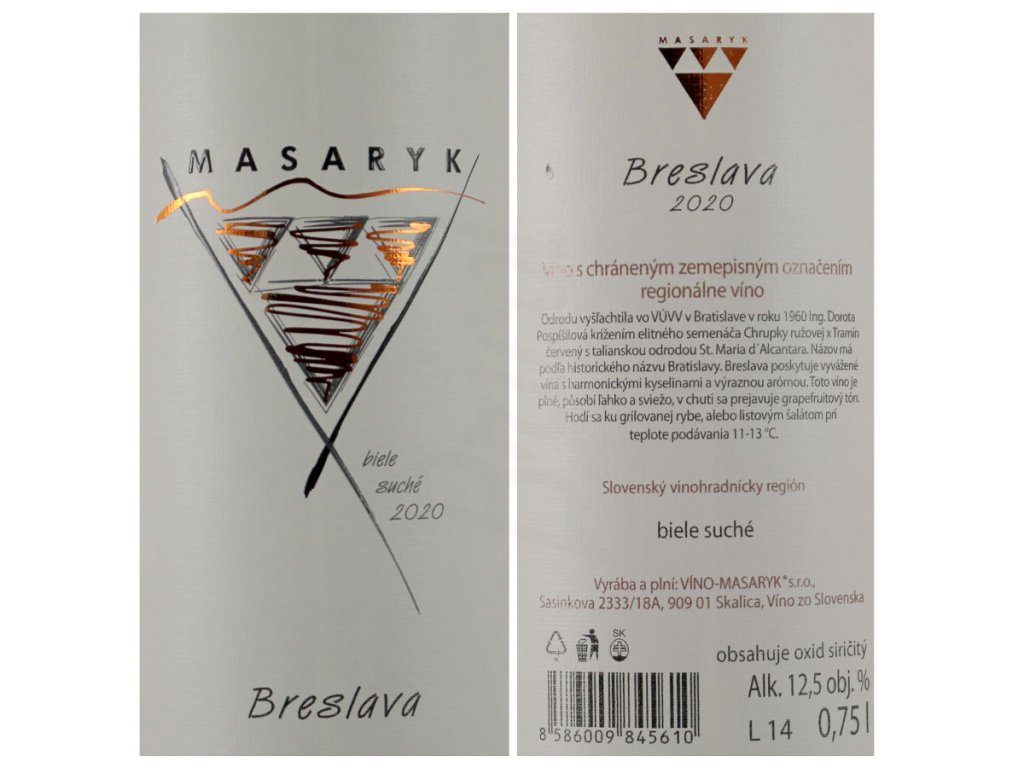 MASARYK
biele
suché
2020
Breslava
MASARYK
Breslava
2020
Víno s chráneným zemepisným označením
regionálne víno
Odrodu vyšľachtila vo VÚVV v Bratislave v roku 1960 Ing. Dorota
Pospíšilová krížením elitného semenáča Chrupky ružovej x Tramín
červený s talianskou odrodou St. Maria d´Alcantara. Názov má
podľa historického názvu Bratislavy. Breslava poskytuje vyvážené
vína s harmonickými kyselinami a výraznou arómou. Toto víno je
plné, pôsobí ľahko a sviežo, v chuti sa prejavuje grapefruitový tón.
Hodí sa ku grilovanej rybe, alebo listovým šalátom pri
teplote podávania 11-13 °C.
Slovenský vinohradnícky región
biele suché
Vyrába a plní: VÍNO-MASARYK® s.r.o.,
Sasinkova 2333/18A, 909 01 Skalica, Víno zo Slovenska
SK
obsahuje oxid siričitý
Alk. 12,5 obj. %
L 14 0,75 l
8 586009 845610